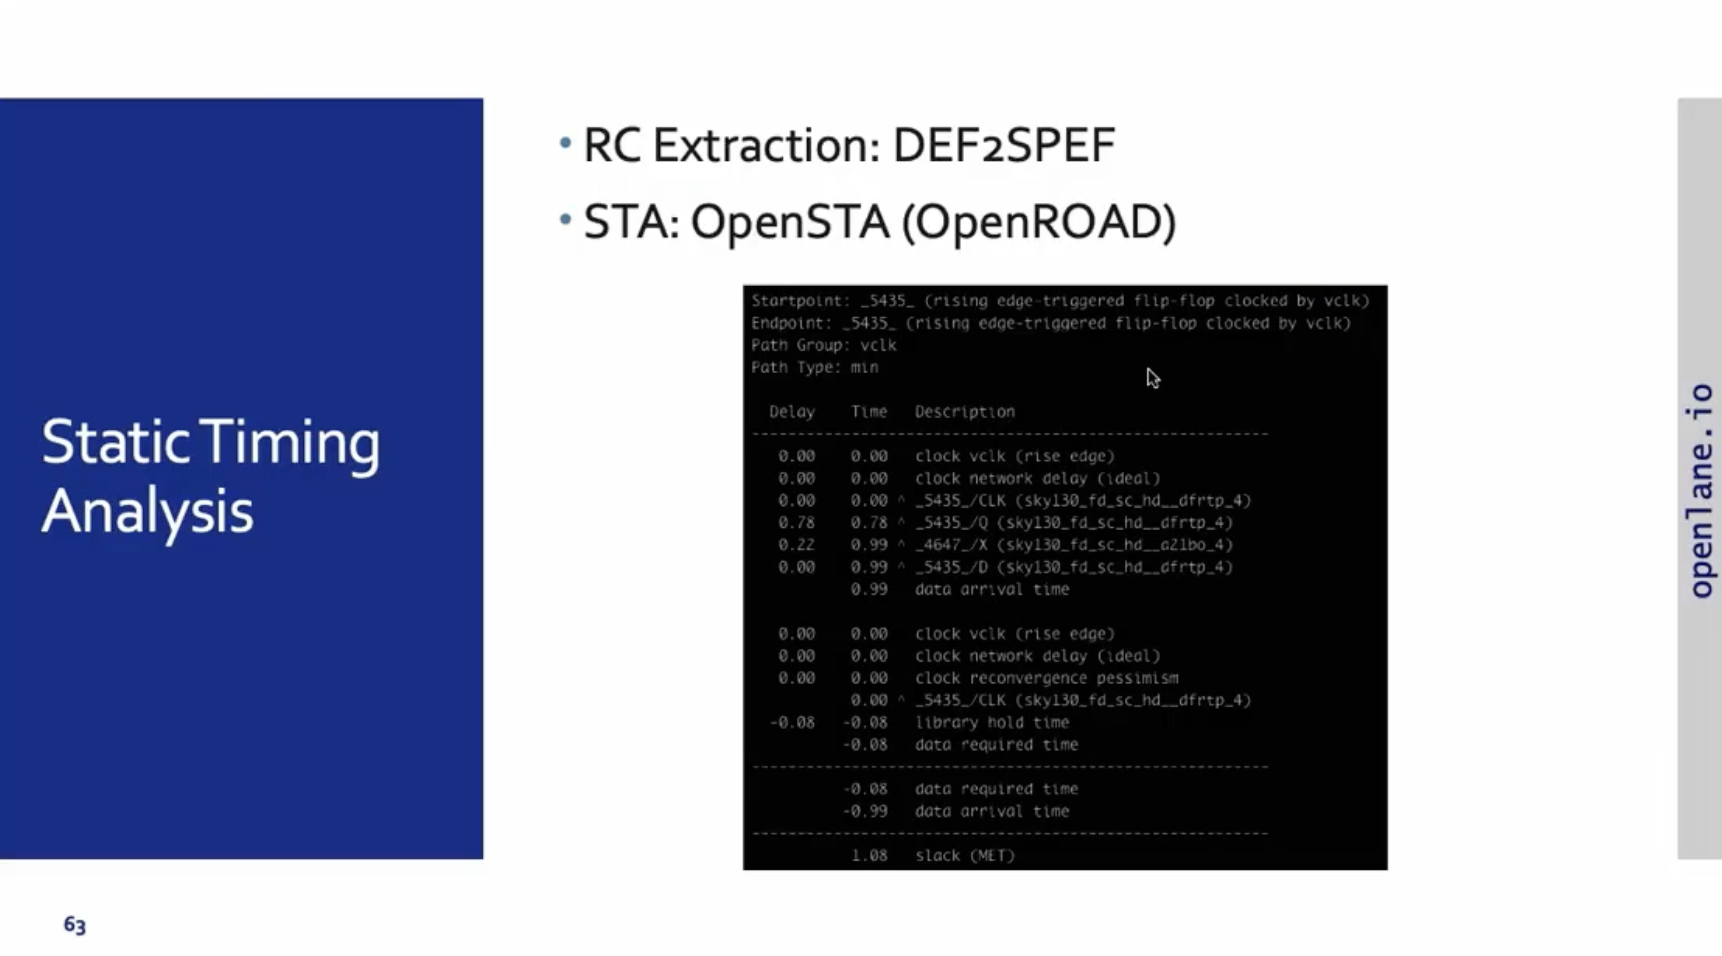 • RC Extraction: DEF2SPEF
• STA: OpenSTA (OpenROAD)
Static Timing
Analysis
Startpoint: _5435_ (rising edge-triggered flip-flop clocked by vclk)
Endpoint: _5435_ (rising edge-triggered flip-flop clocked by vclk)
Path Group: vclk
Path Type: min
Delay Time Description
---------------------------------------------------------
0.00 0.00 clock vclk (rise edge)
0.00 0.00 clock network delay (ideal)
0.00 0.00 ^ _5435_/CLK (sky130_fd_sc_hd__dfrtp_4)
0.78 0.78 ^ _5435_/Q (sky130_fd_sc_hd__dfrtp_4)
0.22 0.99 ^ _4647_/X (sky130_fd_sc_hd__a21bo_4)
0.00 0.99 ^ _5435_/D (sky130_fd_sc_hd__dfrtp_4)
0.99 data arrival time
0.00 0.00 clock vclk (rise edge)
0.00 0.00 clock network delay (ideal)
0.00 0.00 clock reconvergence pessimism
0.00 ^ _5435_/CLK (sky130_fd_sc_hd__dfrtp_4)
-0.08 -0.08 library hold time
-0.08 data required time
---------------------------------------------------------
-0.08 data required time
-0.99 data arrival time
---------------------------------------------------------
1.08 slack (MET)
openlane.io
63